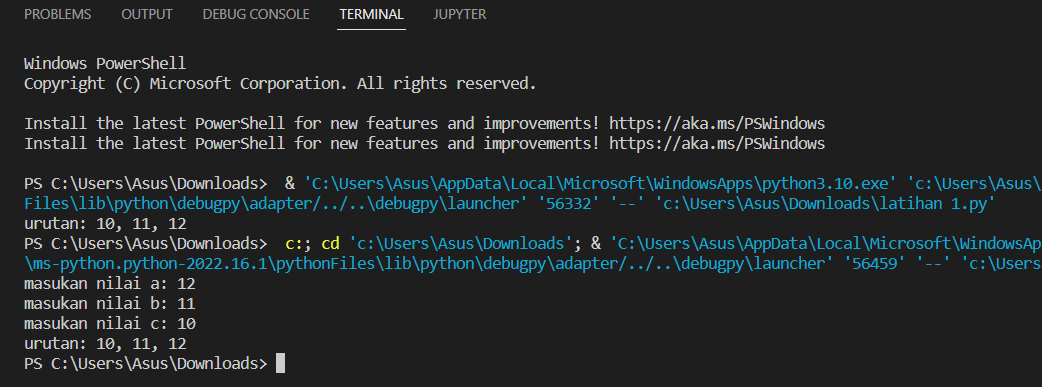 PROBLEMS OUTPUT DEBUG CONSOLE TERMINAL JUPYTER
Windows PowerShell
Copyright (C) Microsoft Corporation. All rights reserved.
Install the latest PowerShell for new features and improvements! https://aka.ms/PSWindows
Install the latest PowerShell for new features and improvements! https://aka.ms/PSWindows
PS C:\Users\Asus\Downloads>  & 'C:\Users\Asus\AppData\Local\Microsoft\WindowsApps\python3.10.exe' 'c:\Users\Asus\
Files\lib\python\debugpy\adapter/../..\debugpy\launcher' '56332' '--' 'c:\Users\Asus\Downloads\latihan 1.py'
urutan: 10, 11, 12
PS C:\Users\Asus\Downloads>  c:; cd 'c:\Users\Asus\Downloads'; & 'C:\Users\Asus\AppData\Local\Microsoft\WindowsAp
\ms-python.python-2022.16.1\pythonFiles\lib\python\debugpy\adapter/../..\debugpy\launcher' '56459' '--' 'c:\Users
masukan nilai a: 12
masukan nilai b: 11
masukan nilai c: 10
urutan: 10, 11, 12
PS C:\Users\Asus\Downloads>